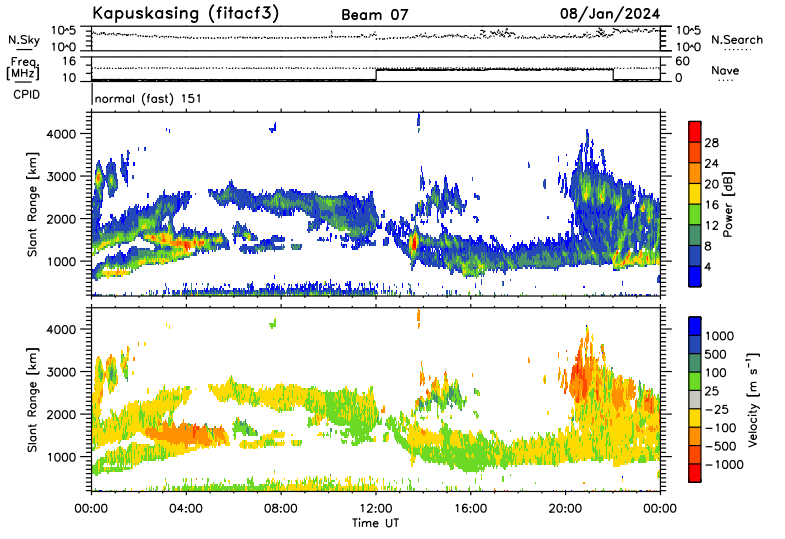 Kapuskasing (fitacf3) Beam 07 08/Jan/2024
N.Sky 10^5 10^0 10^5 10^0 N.Search
Freq. [MHz] 16 10 60 0 Nave
CPID normal (fast) 151
Slant Range [km] 4000 3000 2000 1000
Power [dB] 28 24 20 16 12 8 4
Slant Range [km] 4000 3000 2000 1000
Velocity [m s⁻¹] 1000 500 100 25 −25 −100 −500 −1000
00:00 04:00 08:00 12:00 16:00 20:00 00:00
Time UT